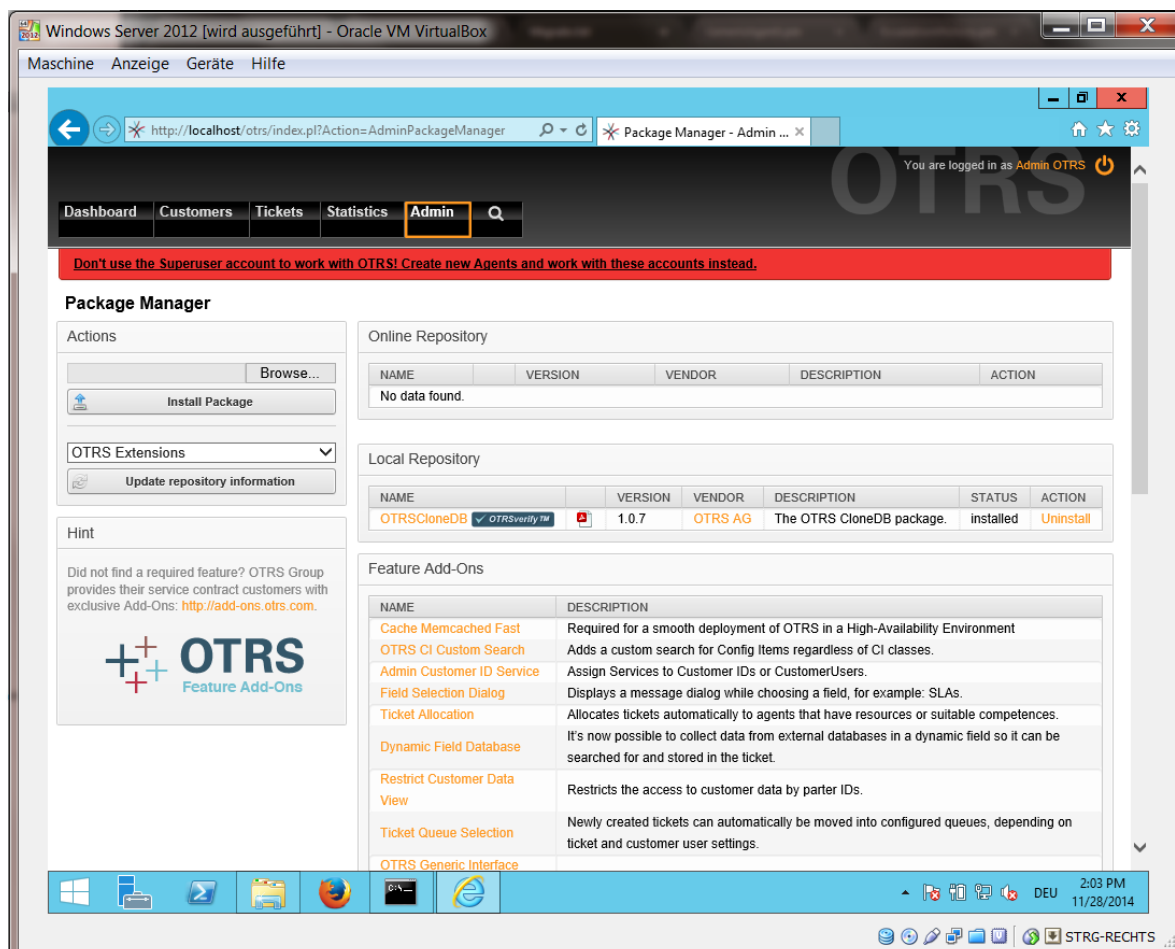 Windows Server 2012 [wird ausgeführt] - Oracle VM VirtualBox
Maschine Anzeige Geräte Hilfe
http://localhost/otrs/index.pl?Action=AdminPackageManager
Package Manager - Admin ...
OTRS
You are logged in as Admin OTRS
Dashboard Customers Tickets Statistics Admin
Don't use the Superuser account to work with OTRS! Create new Agents and work with these accounts instead.
Package Manager
Actions
Browse...
Install Package
OTRS Extensions
Update repository information
Hint
Did not find a required feature? OTRS Group
provides their service contract customers with
exclusive Add-Ons: http://add-ons.otrs.com.
OTRS
Feature Add-Ons
Online Repository
NAME VERSION VENDOR DESCRIPTION ACTION
No data found.
Local Repository
NAME VERSION VENDOR DESCRIPTION STATUS ACTION
OTRSCloneDB OTRSverify™ 1.0.7 OTRS AG The OTRS CloneDB package. installed Uninstall
Feature Add-Ons
NAME DESCRIPTION
Cache Memcached Fast Required for a smooth deployment of OTRS in a High-Availability Environment
OTRS CI Custom Search Adds a custom search for Config Items regardless of CI classes.
Admin Customer ID Service Assign Services to Customer IDs or CustomerUsers.
Field Selection Dialog Displays a message dialog while choosing a field, for example: SLAs.
Ticket Allocation Allocates tickets automatically to agents that have resources or suitable competences.
Dynamic Field Database It's now possible to collect data from external databases in a dynamic field so it can be
searched for and stored in the ticket.
Restrict Customer Data
View
Restricts the access to customer data by parter IDs.
Ticket Queue Selection Newly created tickets can automatically be moved into configured queues, depending on
ticket and customer user settings.
OTRS Generic Interface
C:\
DEU
2:03 PM
11/28/2014
STRG-RECHTS